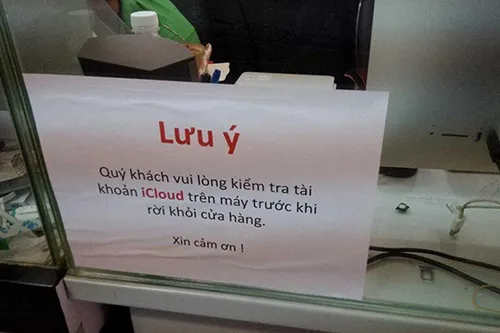 Lưu ý
Quý khách vui lòng kiểm tra tài
khoản iCloud trên máy trước khi
rời khỏi cửa hàng.
Xin cảm ơn !